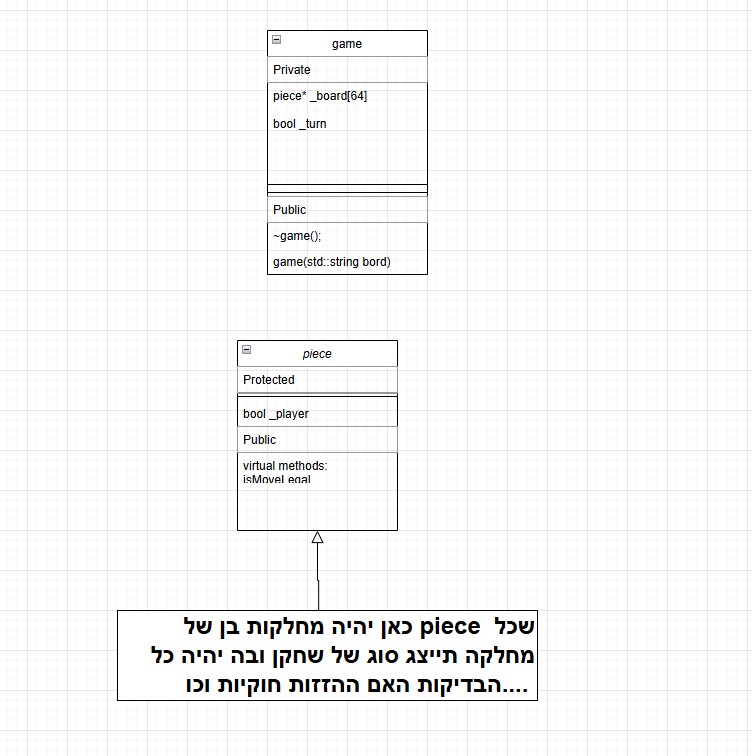 game
Private
piece* _board[64]
bool _turn
Public
~game();
game(std::string bord)
piece
Protected
bool _player
Public
virtual methods:
isMoveLegal
שכל piece כאן יהיה מחלקות בן של
מחלקה תייצג סוג של שחקן ובה יהיה כל
הבדיקות האם ההזזות חוקיות וכו....